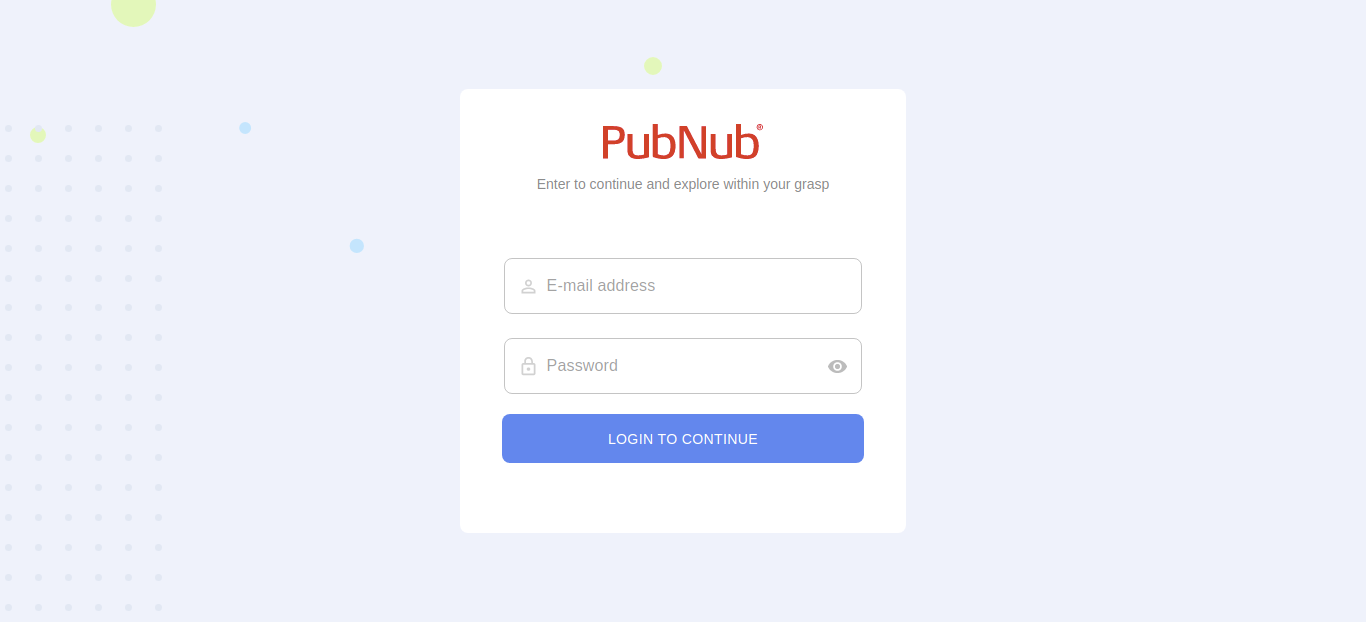 PubNub®
Enter to continue and explore within your grasp
E-mail address
Password
LOGIN TO CONTINUE